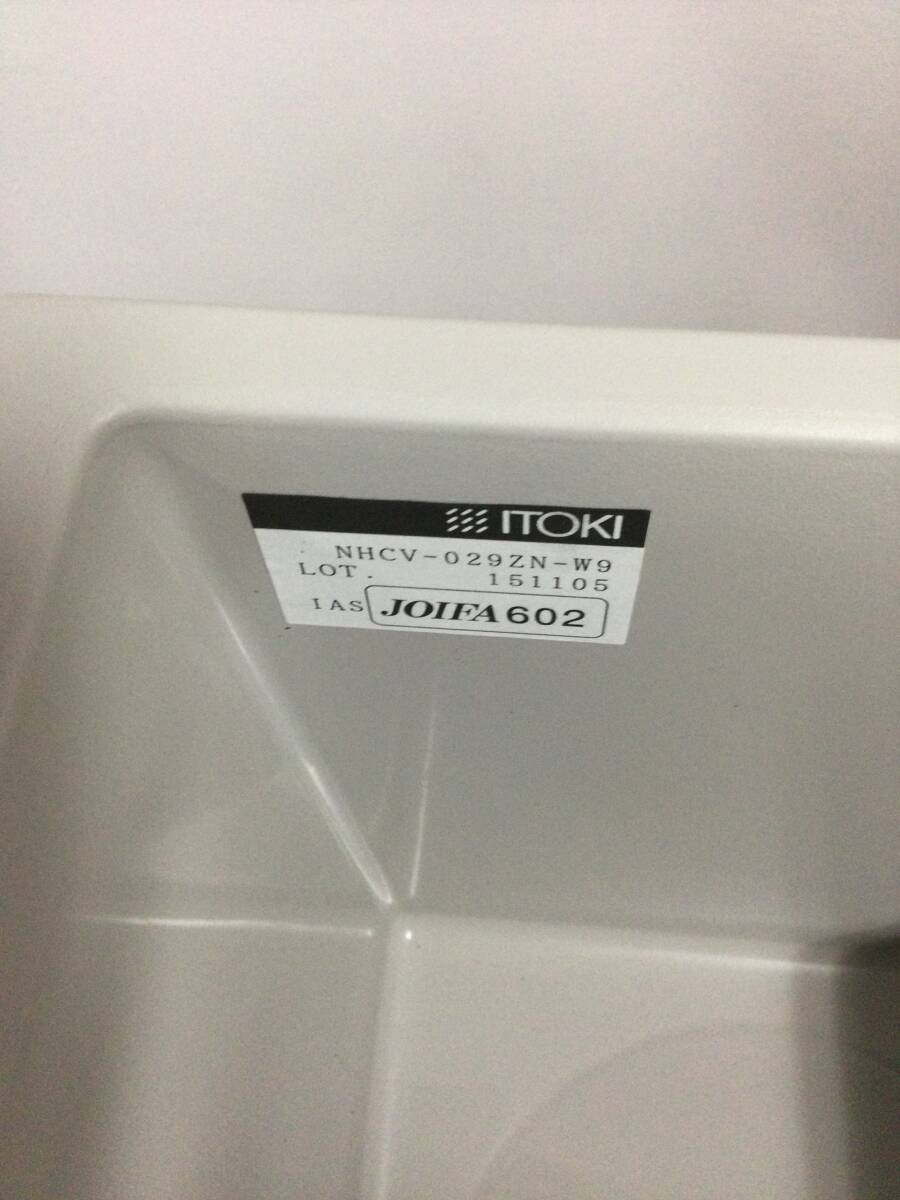 ITOKI
NHCV-029ZN-W9
LOT. 151105
IAS JOIFA602